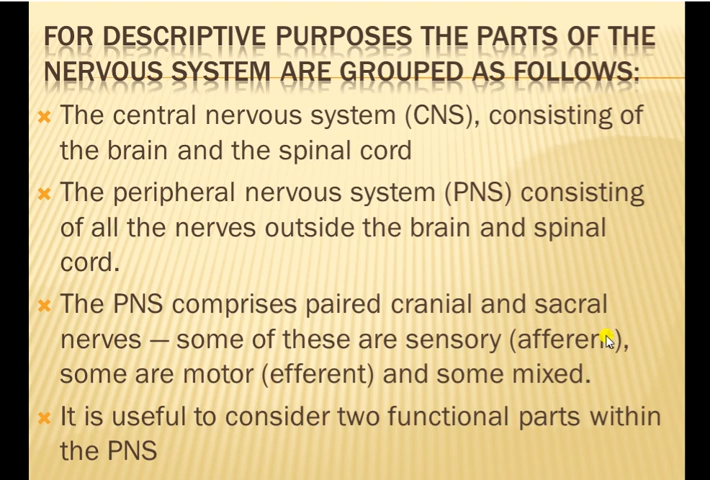 FOR DESCRIPTIVE PURPOSES THE PARTS OF THE
NERVOUS SYSTEM ARE GROUPED AS FOLLOWS:
The central nervous system (CNS), consisting of
the brain and the spinal cord
The peripheral nervous system (PNS) consisting
of all the nerves outside the brain and spinal
cord.
The PNS comprises paired cranial and sacral
nerves — some of these are sensory (afferent),
some are motor (efferent) and some mixed.
It is useful to consider two functional parts within
the PNS